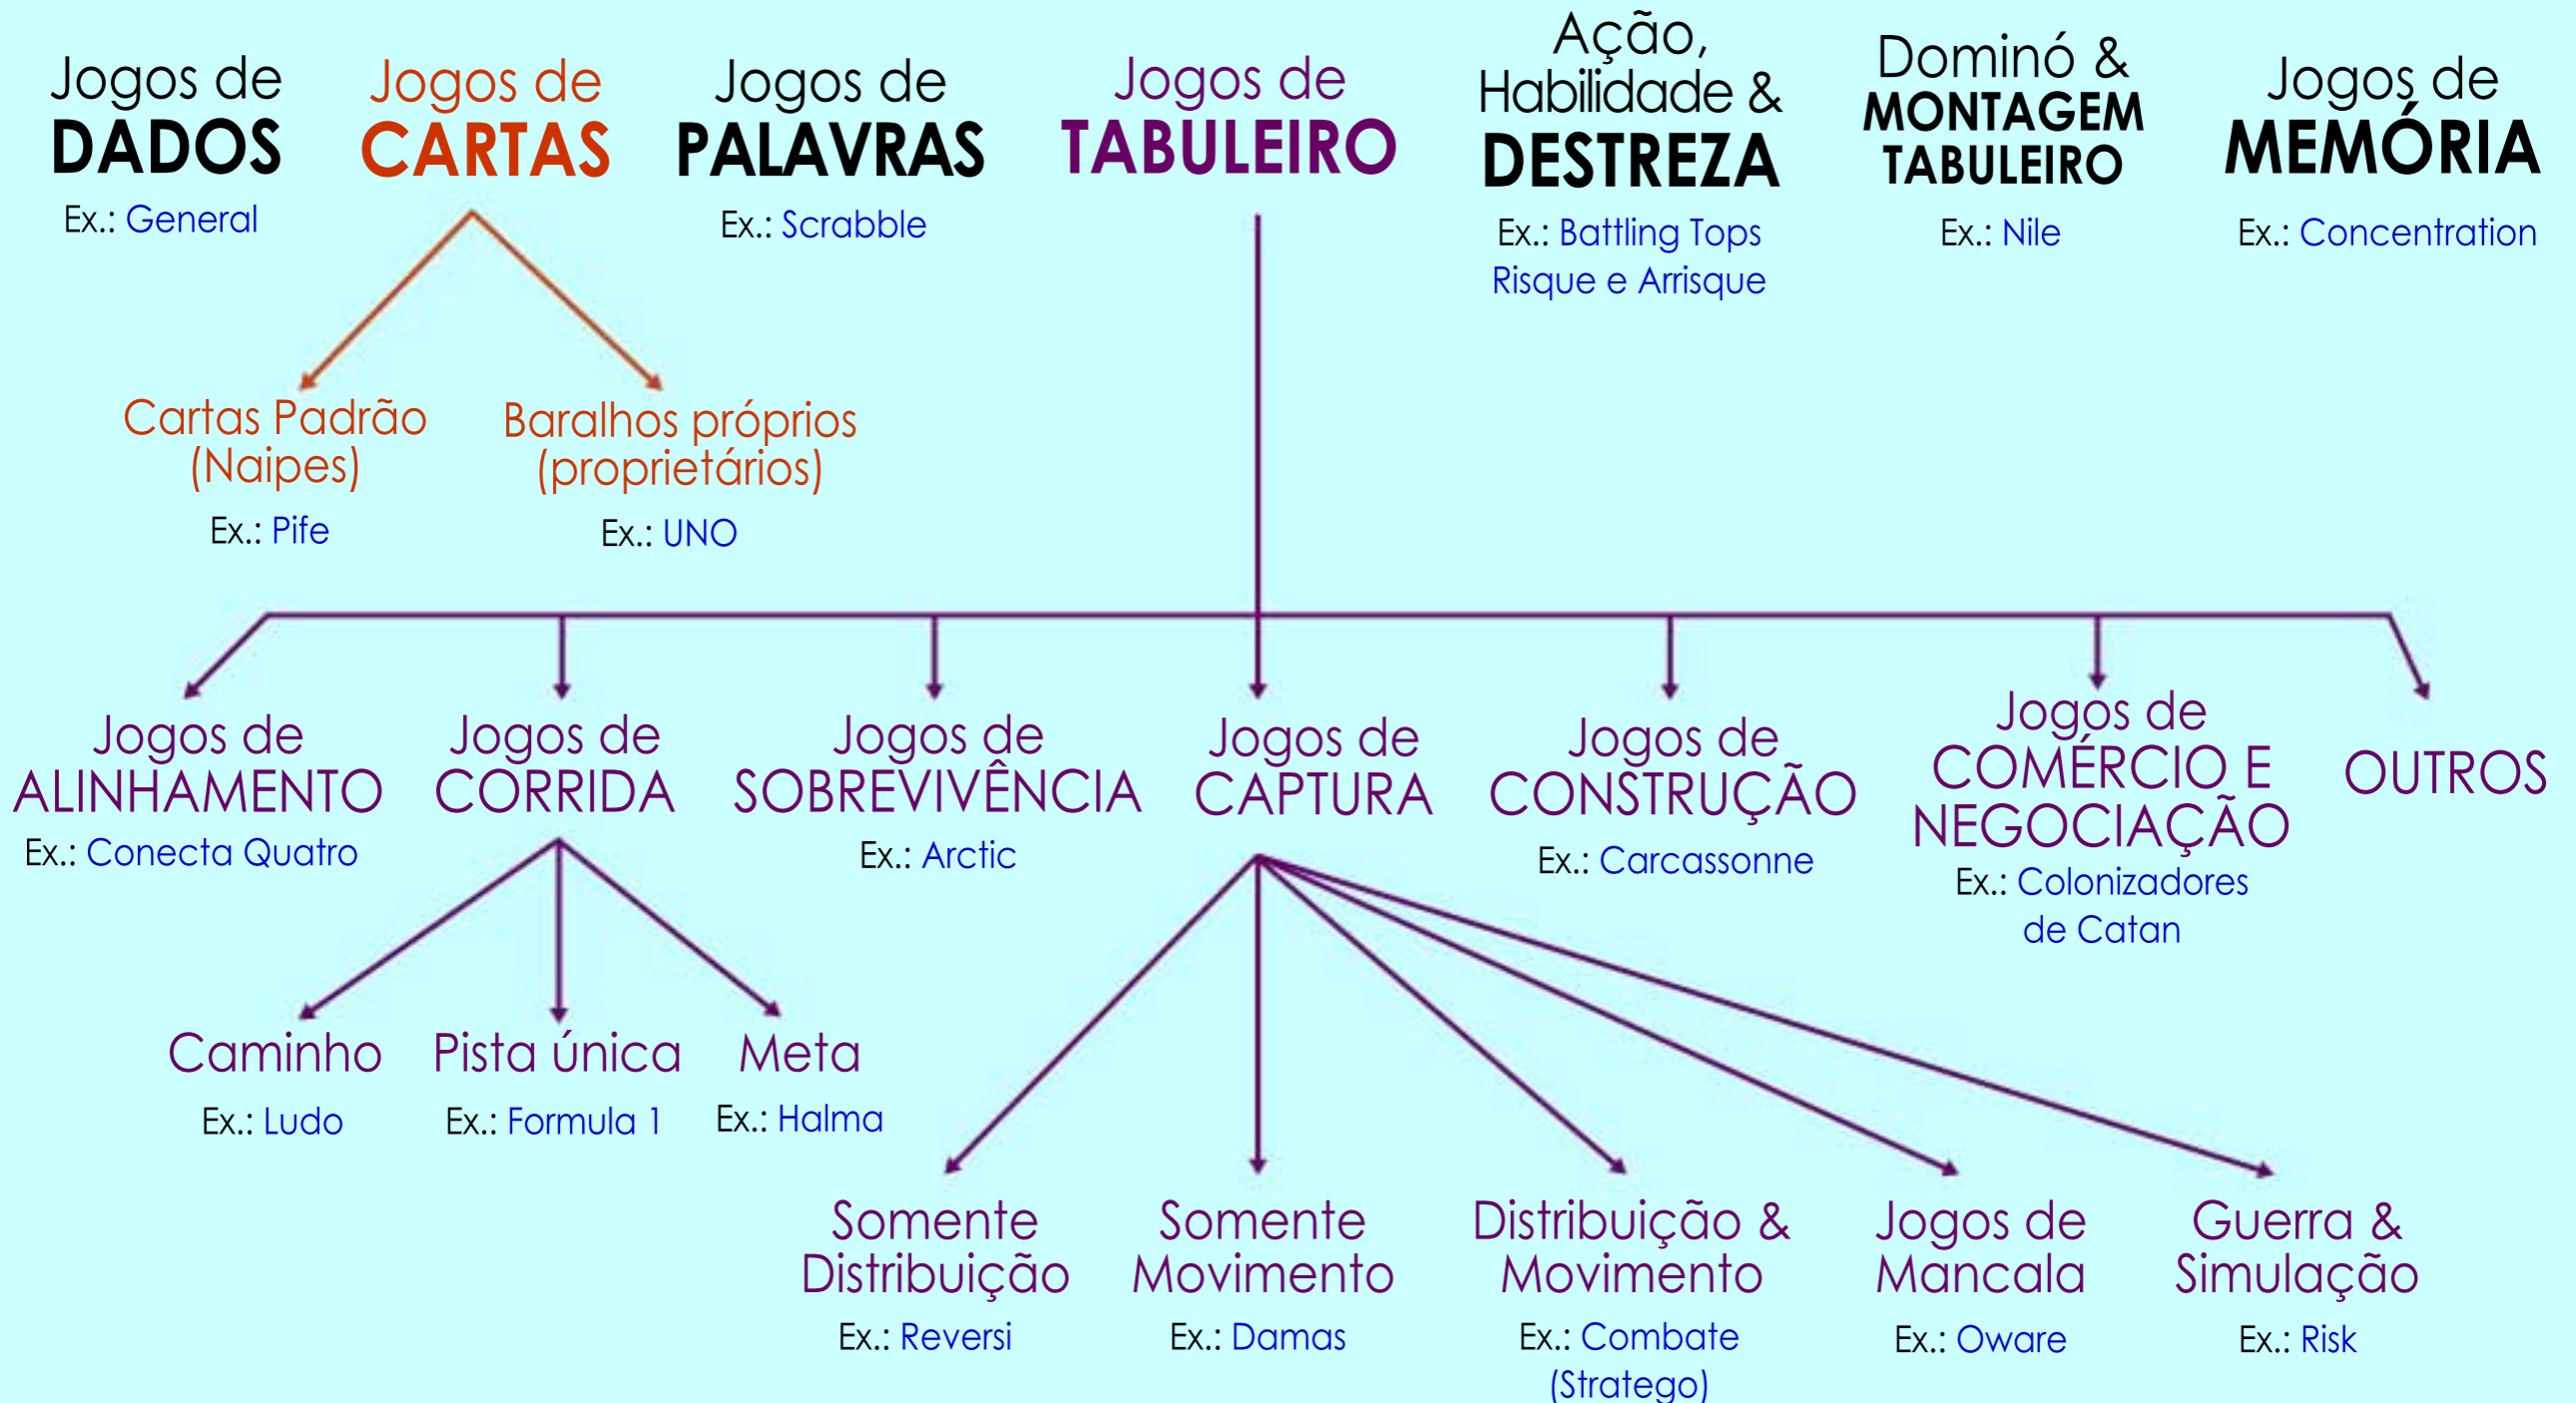 Jogos de
DADOS
Ex.: General
Jogos de
CARTAS
Jogos de
PALAVRAS
Ex.: Scrabble
Jogos de
TABULEIRO
Ação,
Habilidade &
DESTREZA
Ex.: Battling Tops
Risque e Arrisque
Dominó &
MONTAGEM
TABULEIRO
Ex.: Nile
Jogos de
MEMÓRIA
Ex.: Concentration
Cartas Padrão
(Naipes)
Ex.: Pife
Baralhos próprios
(proprietários)
Ex.: UNO
Jogos de
ALINHAMENTO
Ex.: Conecta Quatro
Jogos de
CORRIDA
Jogos de
SOBREVIVÊNCIA
Ex.: Arctic
Jogos de
CAPTURA
Jogos de
CONSTRUÇÃO
Ex.: Carcassonne
Jogos de
COMÉRCIO E
NEGOCIAÇÃO
Ex.: Colonizadores
de Catan
OUTROS
Caminho
Ex.: Ludo
Pista única
Ex.: Formula 1
Meta
Ex.: Halma
Somente
Distribuição
Ex.: Reversi
Somente
Movimento
Ex.: Damas
Distribuição &
Movimento
Ex.: Combate
(Stratego)
Jogos de
Mancala
Ex.: Oware
Guerra &
Simulação
Ex.: Risk